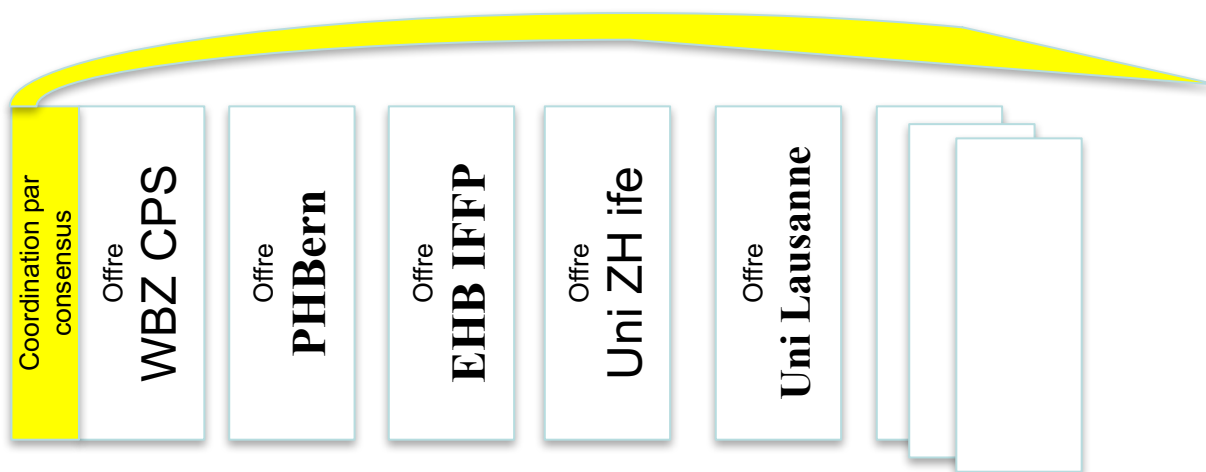 Coordination par
consensus
Offre
WBZ CPS
Offre
PHBern
Offre
EHB IFFP
Offre
Uni ZH ife
Offre
Uni Lausanne